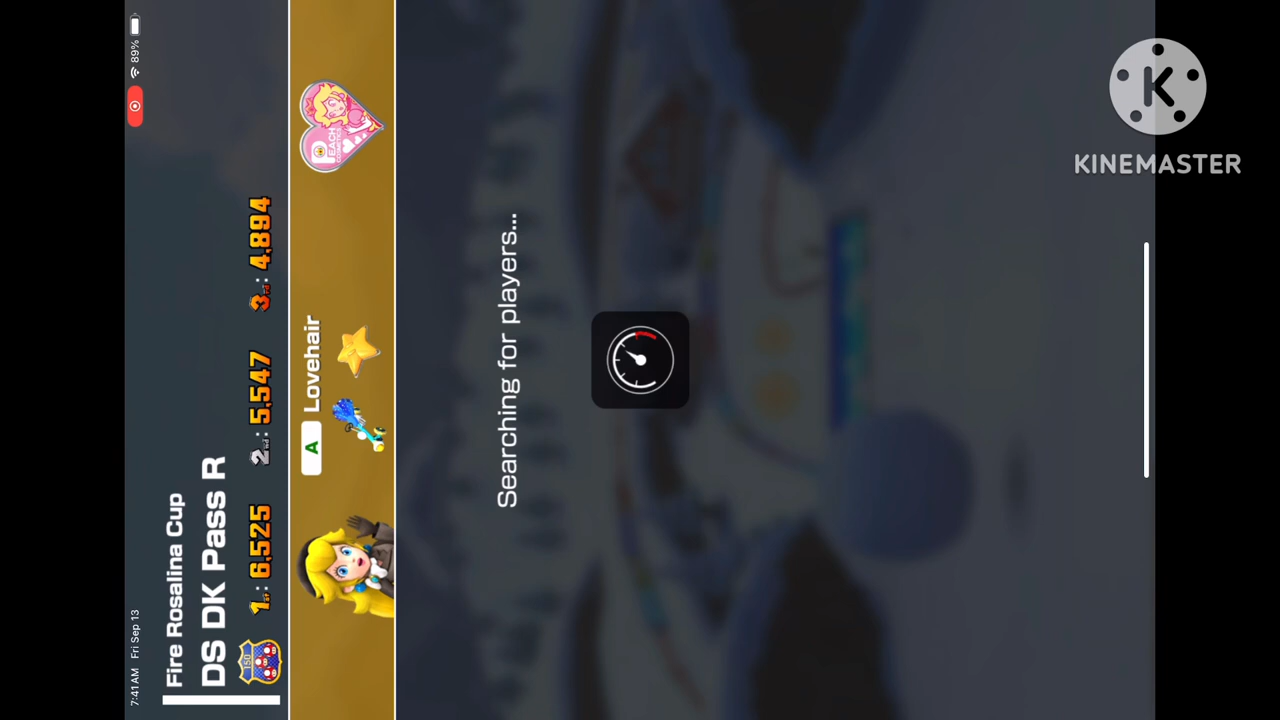 7:41 AM Fri Sep 13
89%
Fire Rosalina Cup
DS DK Pass R
150
1st: 6,525 2nd: 5,547 3rd: 4,894
A Lovehair
PEACH
COSMETICS
Searching for players...
K
KINEMASTER